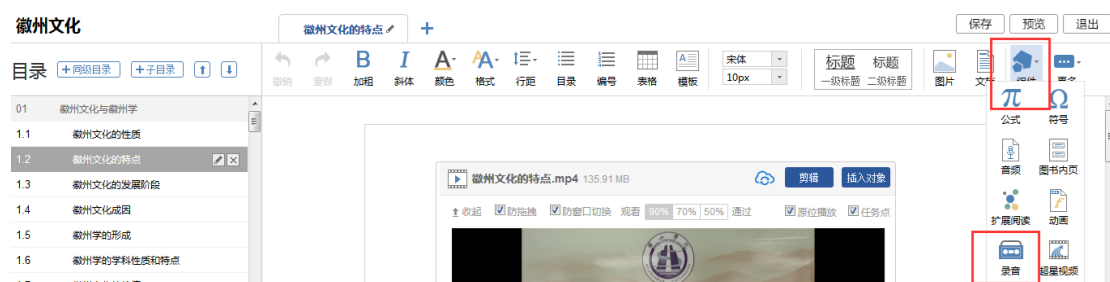 徽州文化
徽州文化的特点
保存 预览 退出
目录 +同级目录 +子目录
撤销 重做 加粗 斜体 颜色 格式 行距 目录 编号 表格 模板
宋体
10px
标题 标题
一级标题 二级标题
图片
01 徽州文化与徽州学
1.1 徽州文化的性质
1.2 徽州文化的特点
1.3 徽州文化的发展阶段
1.4 徽州文化成因
1.5 徽州学的形成
1.6 徽州学的学科性质和特点
徽州文化的特点.mp4 135.91 MB 剪辑 插入对象
收起 防拖拽 防窗口切换 观看 90% 70% 50% 通过 原位播放 任务点
公式 符号
音频 图书内页
扩展阅读 动画
录音 超星视频